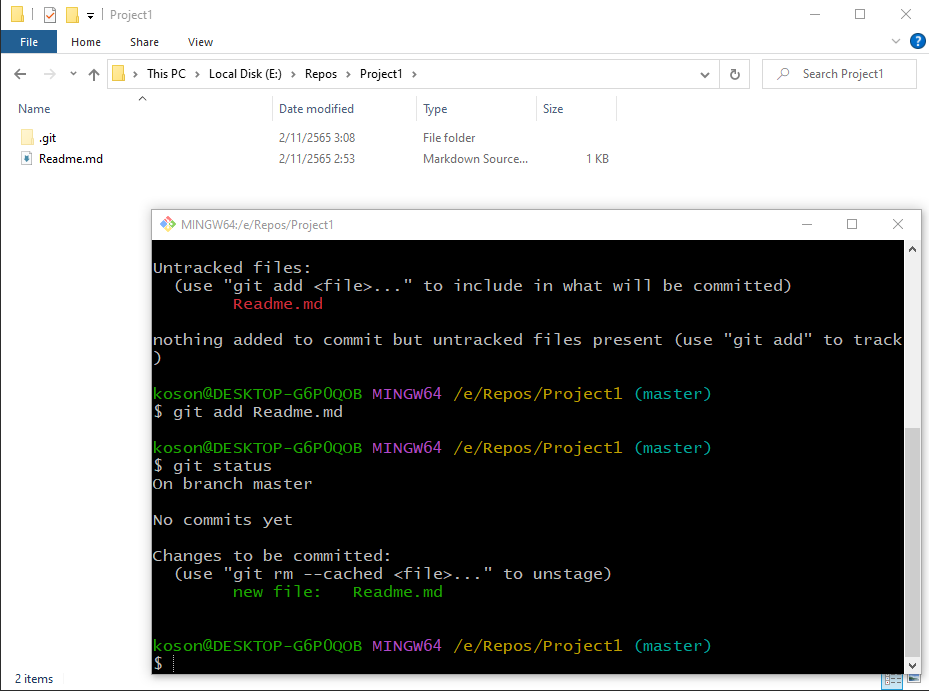 Project1
File Home Share View
This PC Local Disk (E:) Repos Project1 Search Project1
Name Date modified Type Size
.git 2/11/2565 3:08 File folder
Readme.md 2/11/2565 2:53 Markdown Source... 1 KB
MINGW64:/e/Repos/Project1
Untracked files:
(use "git add <file>..." to include in what will be committed)
Readme.md
nothing added to commit but untracked files present (use "git add" to track
)
koson@DESKTOP-G6P0QOB MINGW64 /e/Repos/Project1 (master)
$ git add Readme.md
koson@DESKTOP-G6P0QOB MINGW64 /e/Repos/Project1 (master)
$ git status
On branch master
No commits yet
Changes to be committed:
(use "git rm --cached <file>..." to unstage)
new file: Readme.md
koson@DESKTOP-G6P0QOB MINGW64 /e/Repos/Project1 (master)
$
2 items